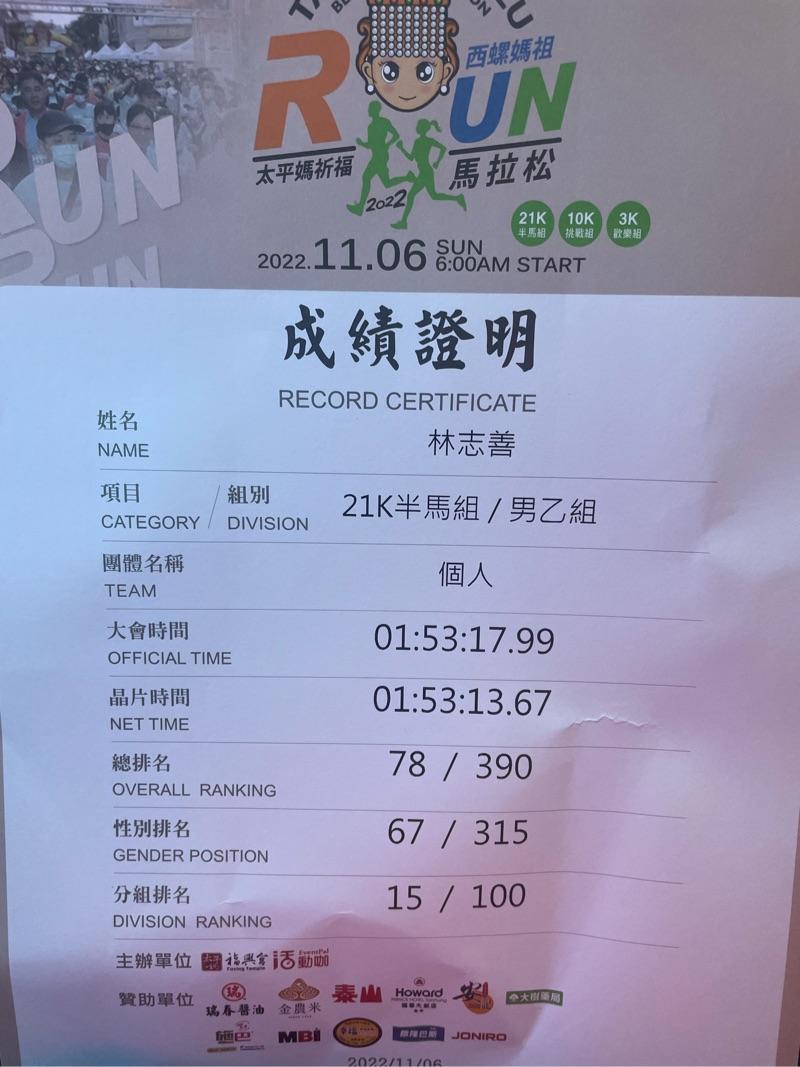 RUN
西螺媽祖
太平媽祈福
馬拉松
2022
21K 半馬組
10K 挑戰組
3K 歡樂組
2022.11.06 SUN 6:00AM START
RUN
成績證明
RECORD CERTIFICATE
姓名
NAME
林志善
項目 / 組別
CATEGORY / DIVISION
21K半馬組 / 男乙組
團體名稱
TEAM
個人
大會時間
OFFICIAL TIME
01:53:17.99
晶片時間
NET TIME
01:53:13.67
總排名
OVERALL RANKING
78 / 390
性別排名
GENDER POSITION
67 / 315
分組排名
DIVISION RANKING
15 / 100
主辦單位 福興宮 EventPal 活動咖
贊助單位 瑞春醬油 金農米 泰山 Howard 大樹藥局
MBI JONIRO
2022/11/06